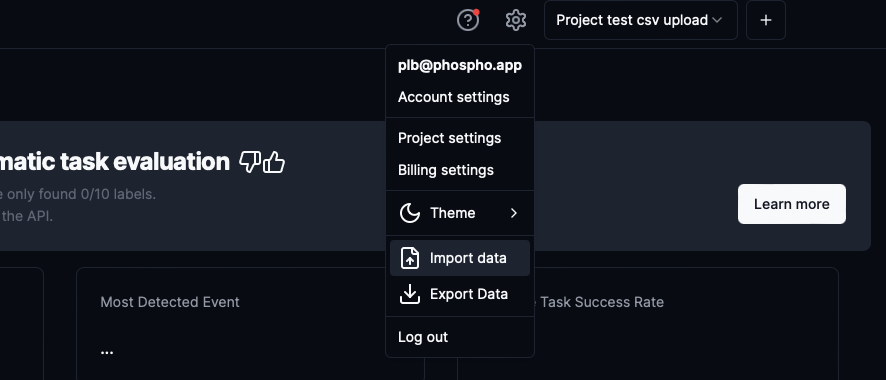 Project test csv upload
plb@phospho.app
Account settings
Project settings
Billing settings
Theme
Import data
Export Data
Log out
matic task evaluation
e only found 0/10 labels.
the API.
Learn more
Most Detected Event
...
Task Success Rate